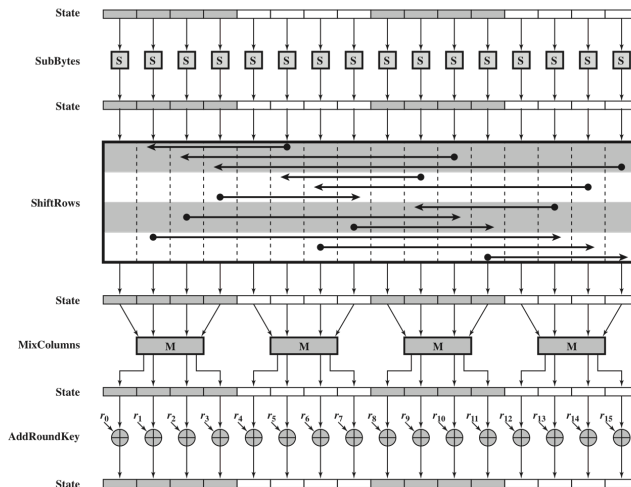 State
SubBytes
S S S S S S S S S S S S S S S S
State
ShiftRows
State
MixColumns
M M M M
State
r0 r1 r2 r3 r4 r5 r6 r7 r8 r9 r10 r11 r12 r13 r14 r15
AddRoundKey
State